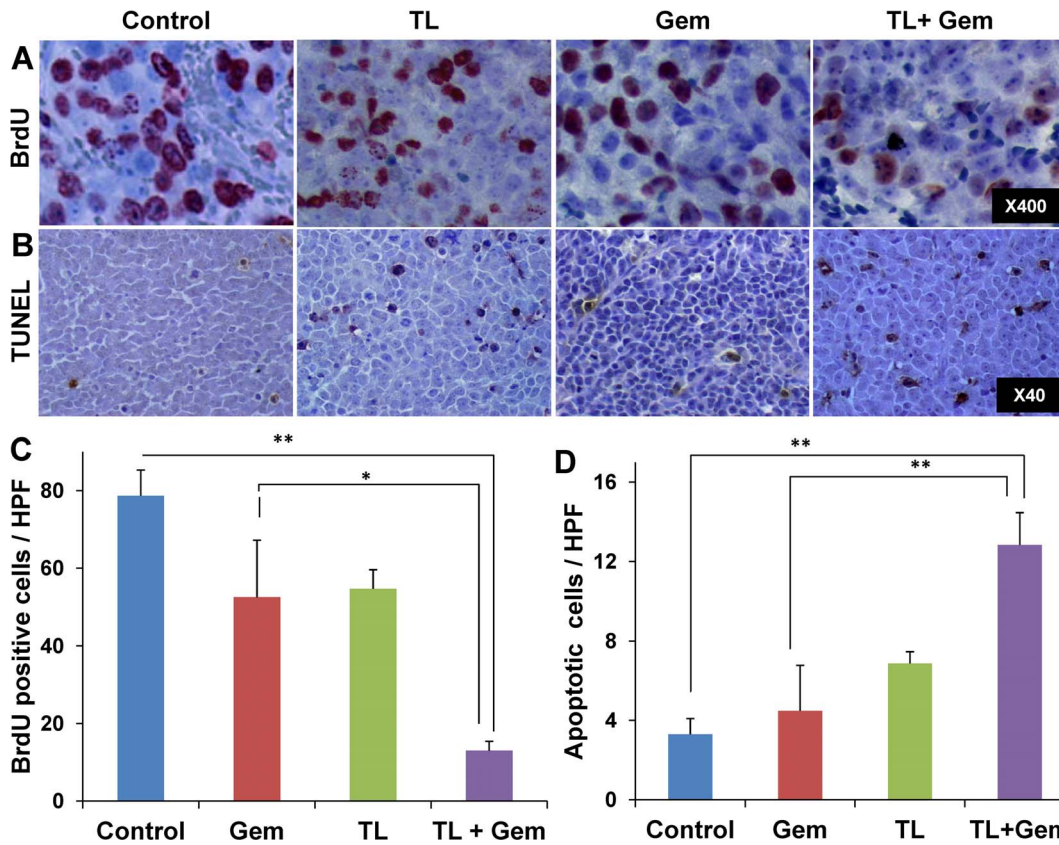 Control TL Gem TL+ Gem
A
BrdU
X400
B
TUNEL
X40
C
BrdU positive cells / HPF
80
60
40
20
0
**
*
Control Gem TL TL + Gem
D
Apoptotic cells / HPF
16
12
8
4
0
**
**
Control Gem TL TL+Gem